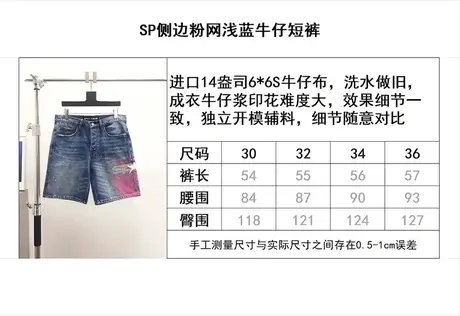 SP侧边粉网浅蓝牛仔短裤
进口14盎司6*6S牛仔布，洗水做旧，
成衣牛仔浆印花难度大，效果细节一
致，独立开模辅料，细节随意对比
尺码 30 32 34 36
裤长 54 55 56 57
腰围 84 87 90 93
臀围 118 121 124 127
手工测量尺寸与实际尺寸之间存在0.5-1cm误差